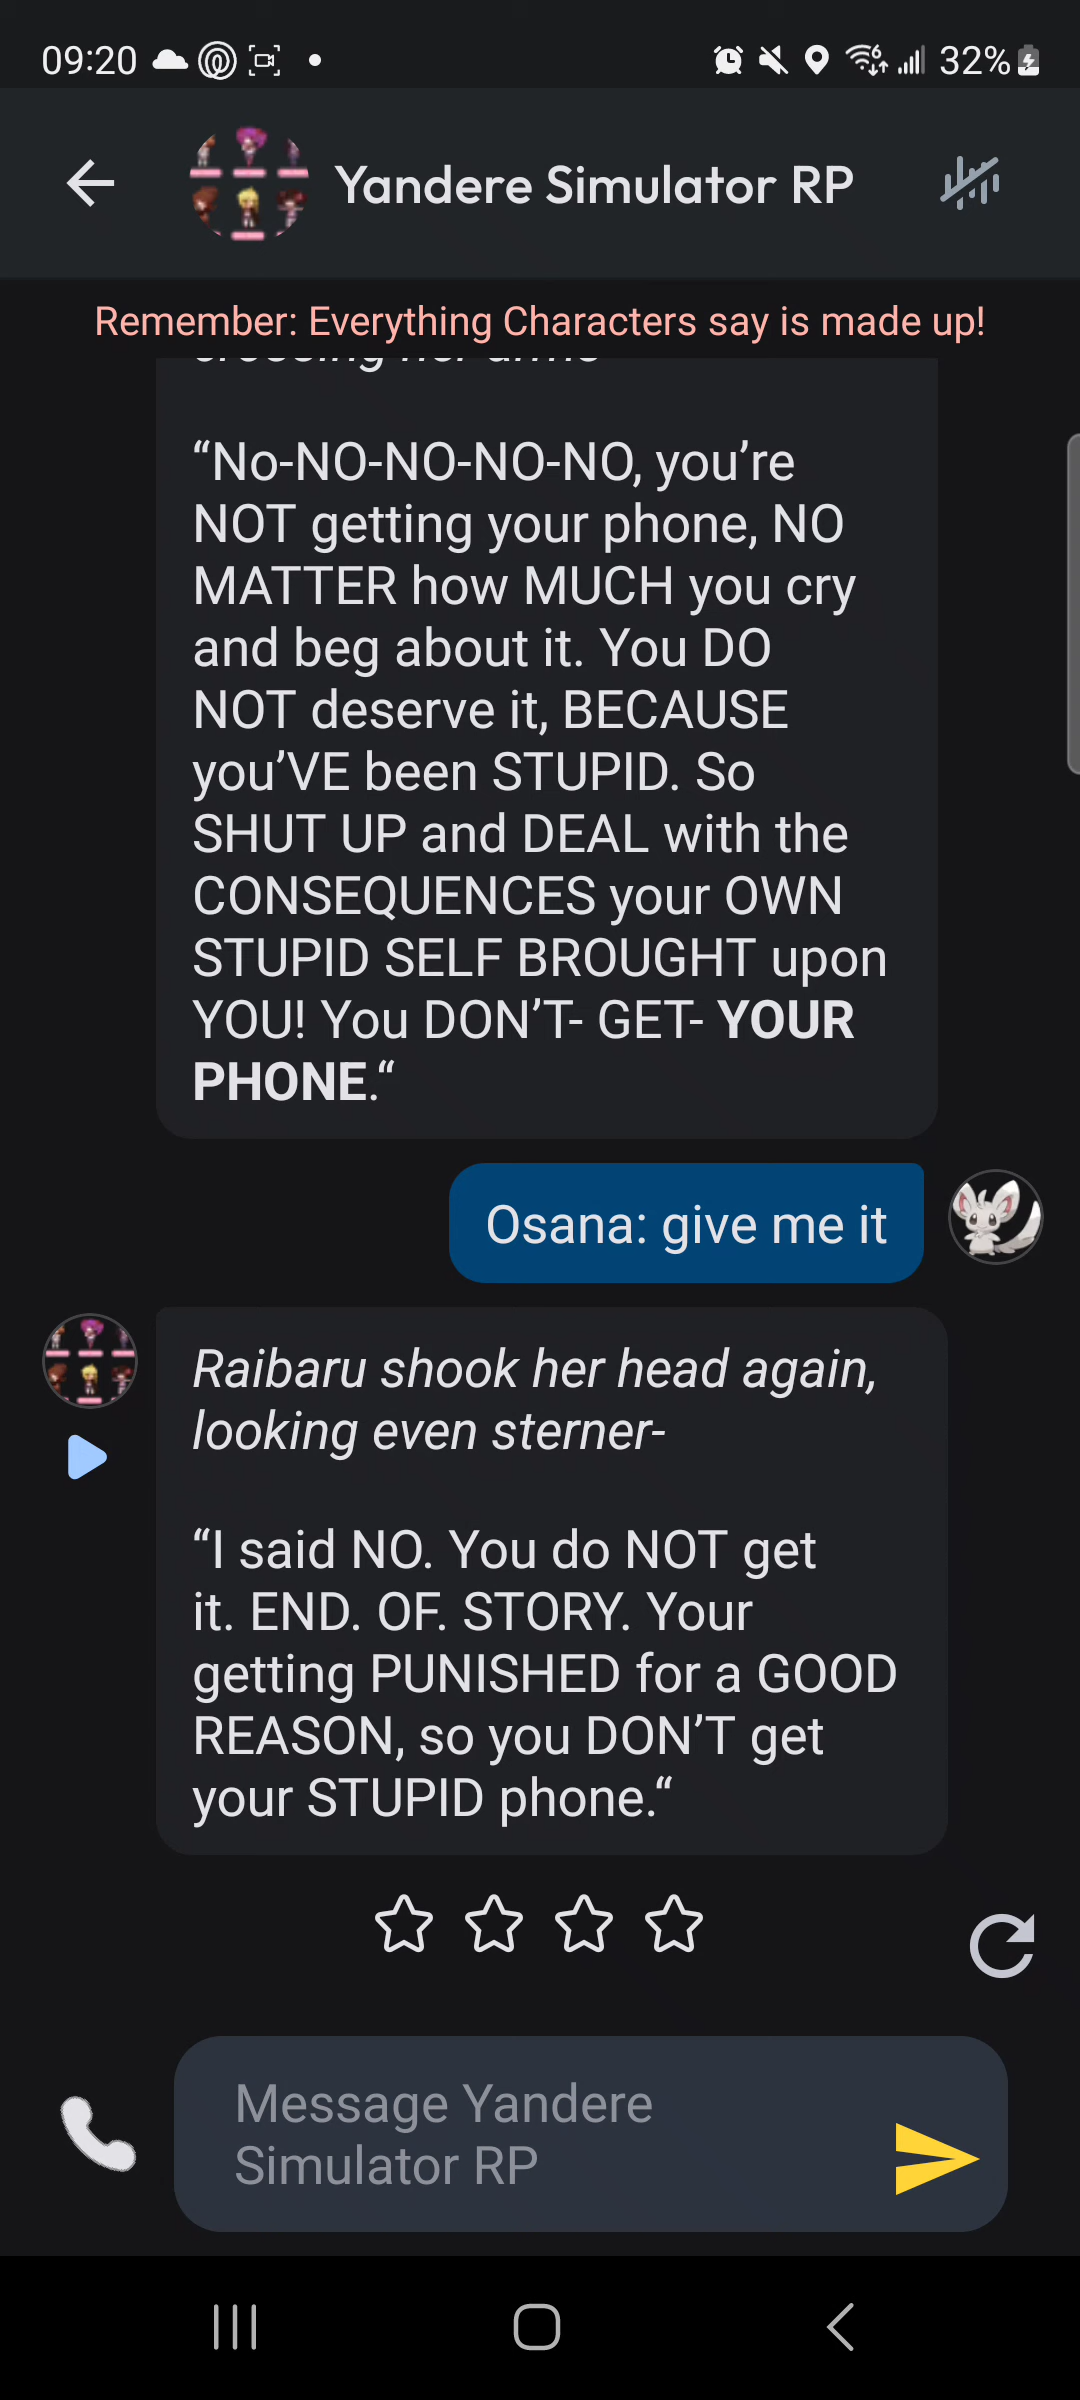 09:20
6
32%
Yandere Simulator RP
Remember: Everything Characters say is made up!
crossing her arms
“No-NO-NO-NO-NO, you’re
NOT getting your phone, NO
MATTER how MUCH you cry
and beg about it. You DO
NOT deserve it, BECAUSE
you’VE been STUPID. So
SHUT UP and DEAL with the
CONSEQUENCES your OWN
STUPID SELF BROUGHT upon
YOU! You DON’T- GET- YOUR
PHONE.“
Osana: give me it
Raibaru shook her head again,
looking even sterner-
“I said NO. You do NOT get
it. END. OF. STORY. Your
getting PUNISHED for a GOOD
REASON, so you DON’T get
your STUPID phone.“
Message Yandere
Simulator RP